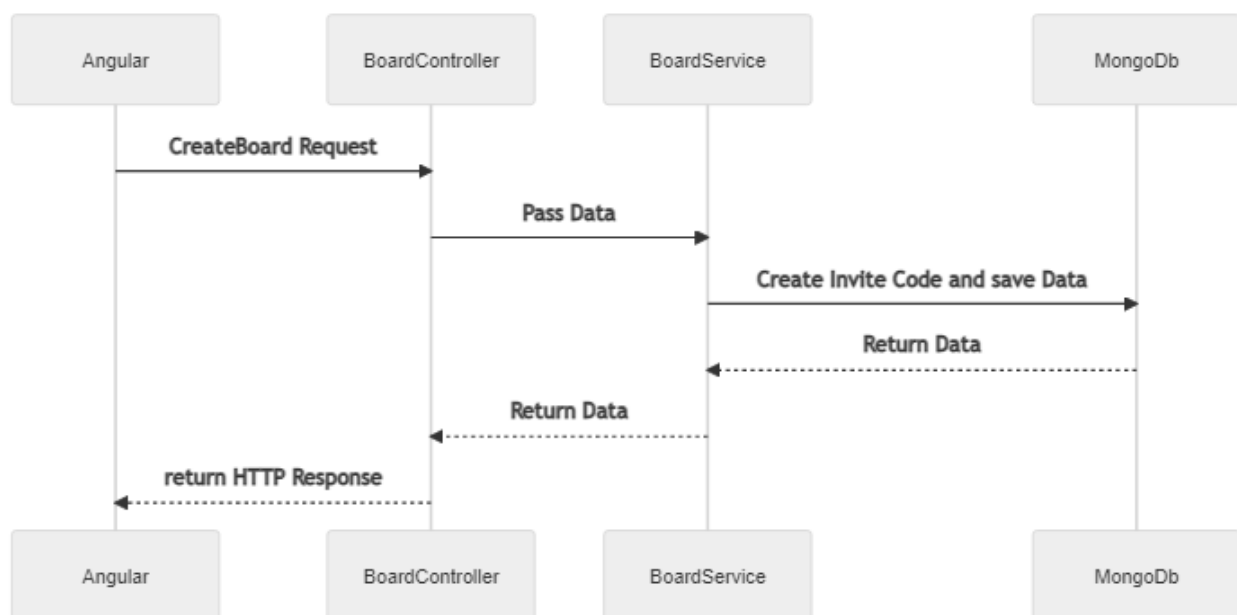 Angular
BoardController
BoardService
MongoDb
CreateBoard Request
Pass Data
Create Invite Code and save Data
Return Data
Return Data
return HTTP Response
Angular
BoardController
BoardService
MongoDb